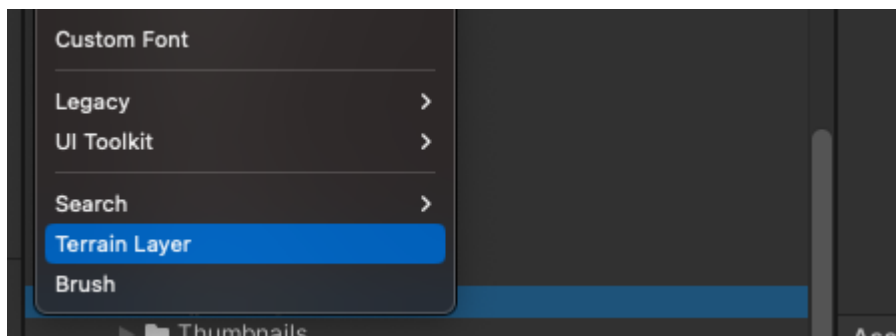 Custom Font
Legacy
UI Toolkit
Search
Terrain Layer
Brush
Thumbnails